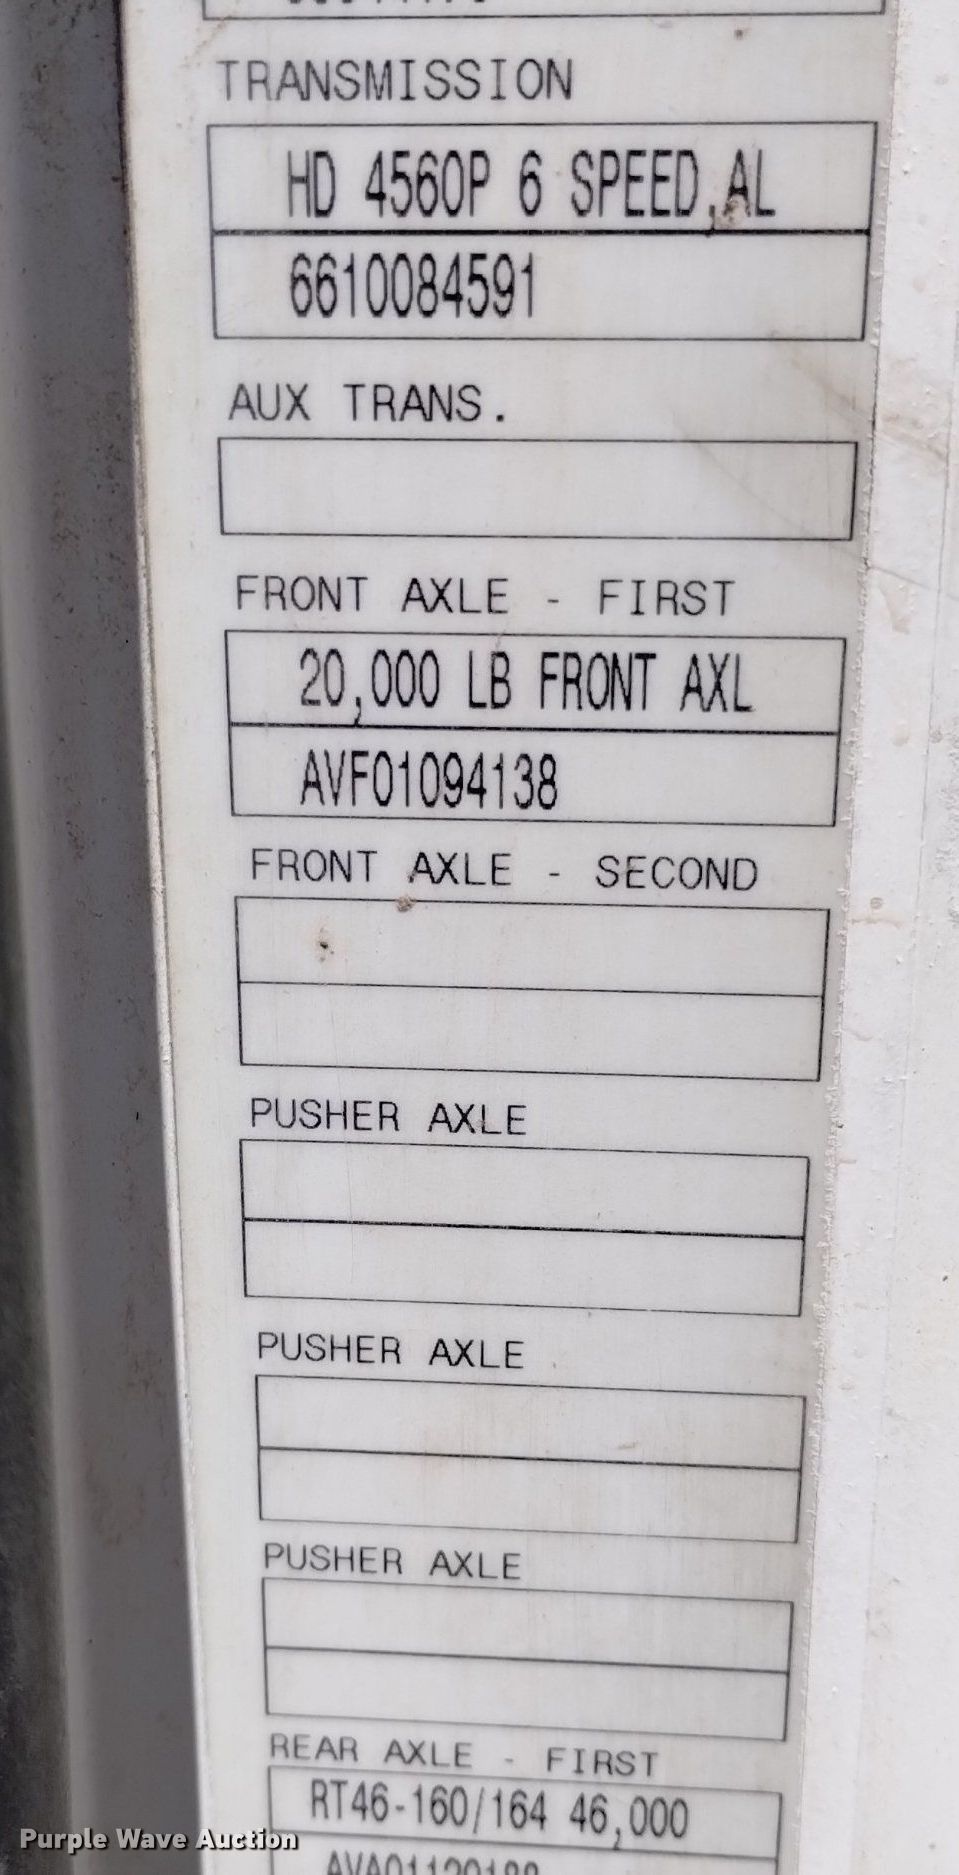 TRANSMISSION
HD 4560P 6 SPEED,AL
6610084591
AUX TRANS.
FRONT AXLE - FIRST
20,000 LB FRONT AXL
AVF01094138
FRONT AXLE - SECOND
PUSHER AXLE
PUSHER AXLE
PUSHER AXLE
REAR AXLE - FIRST
RT46-160/164 46,000
Purple Wave Auction